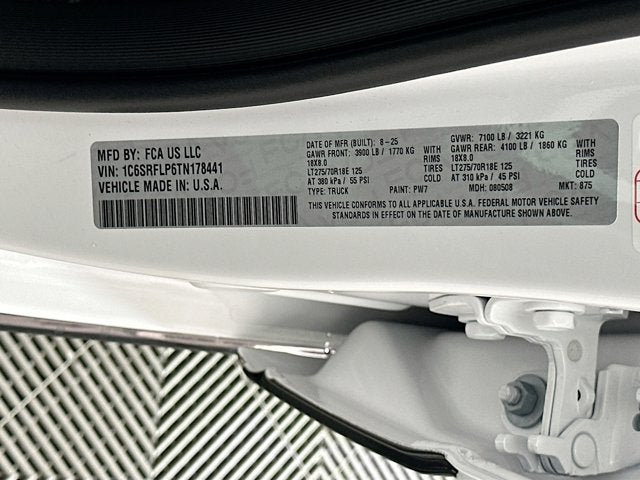 MFD BY: FCA US LLC
VIN: 1C6SRFLP6TN178441
VEHICLE MADE IN U.S.A.
DATE OF MFR (BUILT): 8-25
GAWR FRONT: 3900 LB / 1770 KG WITH
18X8.0 RIMS
LT275/70R18E 125 TIRES
AT 380 kPa / 55 PSI COLD
TYPE: TRUCK PAINT: PW7
GVWR: 7100 LB / 3221 KG
GAWR REAR: 4100 LB / 1860 KG WITH
18X8.0 RIMS
LT275/70R18E 125 TIRES
AT 310 kPa / 45 PSI COLD
MDH: 080508 MKT: 875
THIS VEHICLE CONFORMS TO ALL APPLICABLE U.S.A. FEDERAL MOTOR VEHICLE SAFETY
STANDARDS IN EFFECT ON THE DATE OF MANUFACTURE SHOWN ABOVE.